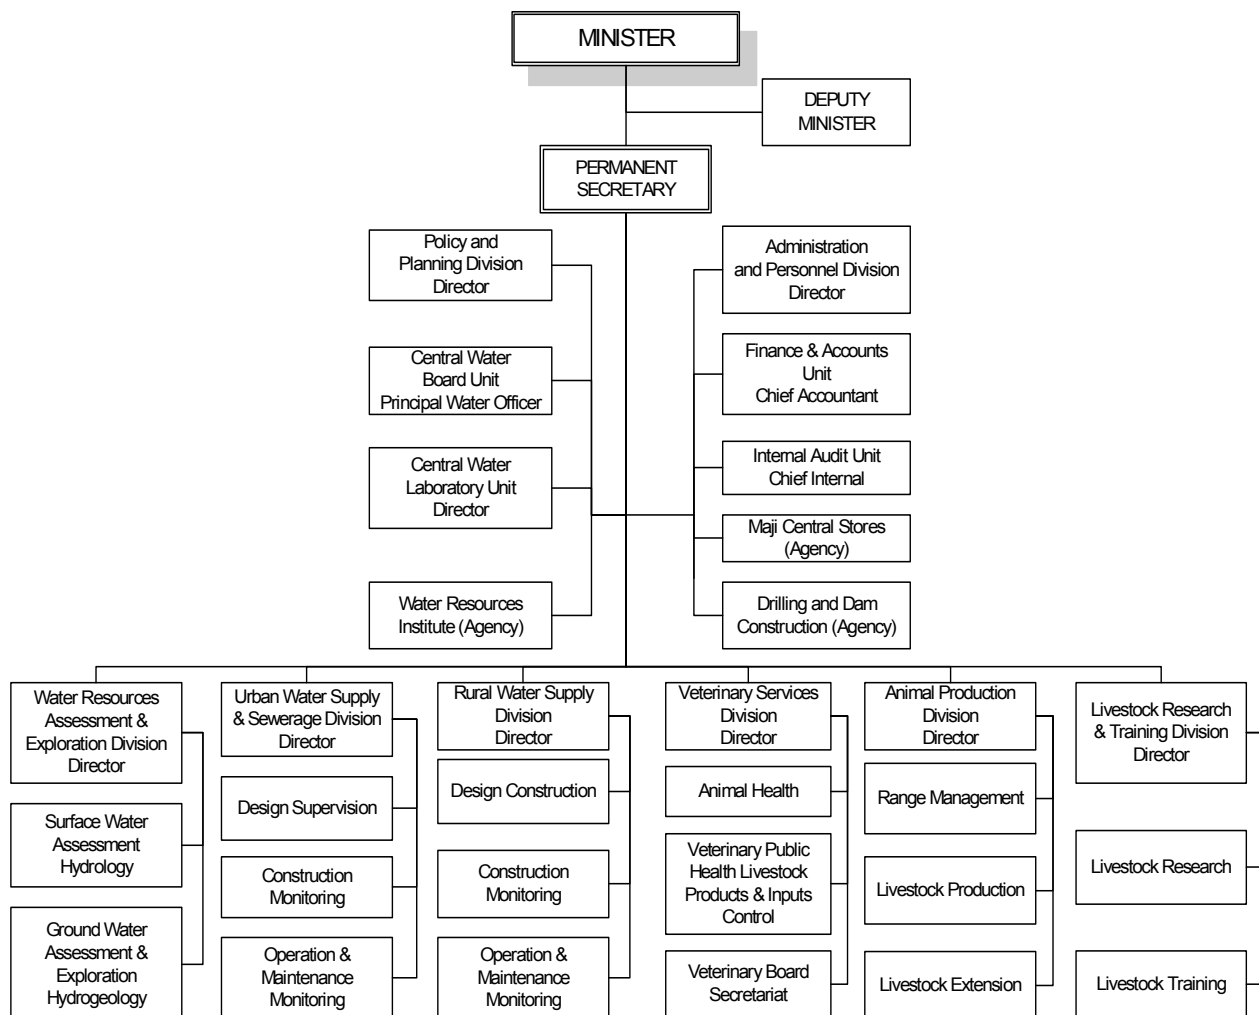 MINISTER
DEPUTY
MINISTER
PERMANENT
SECRETARY
Policy and
Planning Division
Director
Administration
and Personnel Division
Director
Central Water
Board Unit
Principal Water Officer
Finance & Accounts
Unit
Chief Accountant
Central Water
Laboratory Unit
Director
Internal Audit Unit
Chief Internal
Maji Central Stores
(Agency)
Water Resources
Institute (Agency)
Drilling and Dam
Construction (Agency)
Water Resources
Assessment &
Exploration Division
Director
Surface Water
Assessment
Hydrology
Ground Water
Assessment &
Exploration
Hydrogeology
Urban Water Supply
& Sewerage Division
Director
Design Supervision
Construction
Monitoring
Operation &
Maintenance
Monitoring
Rural Water Supply
Division
Director
Design Construction
Construction
Monitoring
Operation &
Maintenance
Monitoring
Veterinary Services
Division
Director
Animal Health
Veterinary Public
Health Livestock
Products & Inputs
Control
Veterinary Board
Secretariat
Animal Production
Division
Director
Range Management
Livestock Production
Livestock Extension
Livestock Research
& Training Division
Director
Livestock Research
Livestock Training